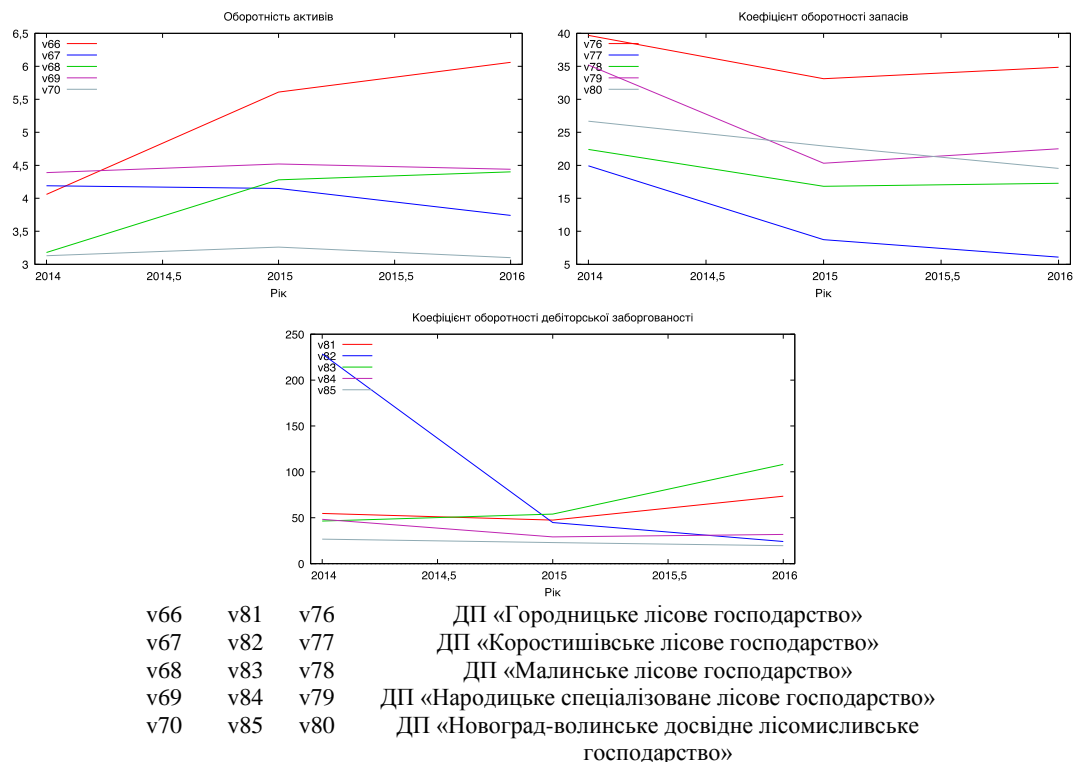 Оборотність активів
6,5
6
5,5
5
4,5
4
3,5
3
v66
v67
v68
v69
v70
2014 2014,5 2015 2015,5 2016
Рік
Коефіцієнт оборотності запасів
40
35
30
25
20
15
10
5
v76
v77
v78
v79
v80
2014 2014,5 2015 2015,5 2016
Рік
Коефіцієнт оборотності дебіторської заборгованості
250
200
150
100
50
0
v81
v82
v83
v84
v85
2014 2014,5 2015 2015,5 2016
Рік
v66 v81 v76 ДП «Городницьке лісове господарство»
v67 v82 v77 ДП «Коростишівське лісове господарство»
v68 v83 v78 ДП «Малинське лісове господарство»
v69 v84 v79 ДП «Народицьке спеціалізоване лісове господарство»
v70 v85 v80 ДП «Новоград-волинське досвідне лісомисливське
господарство»